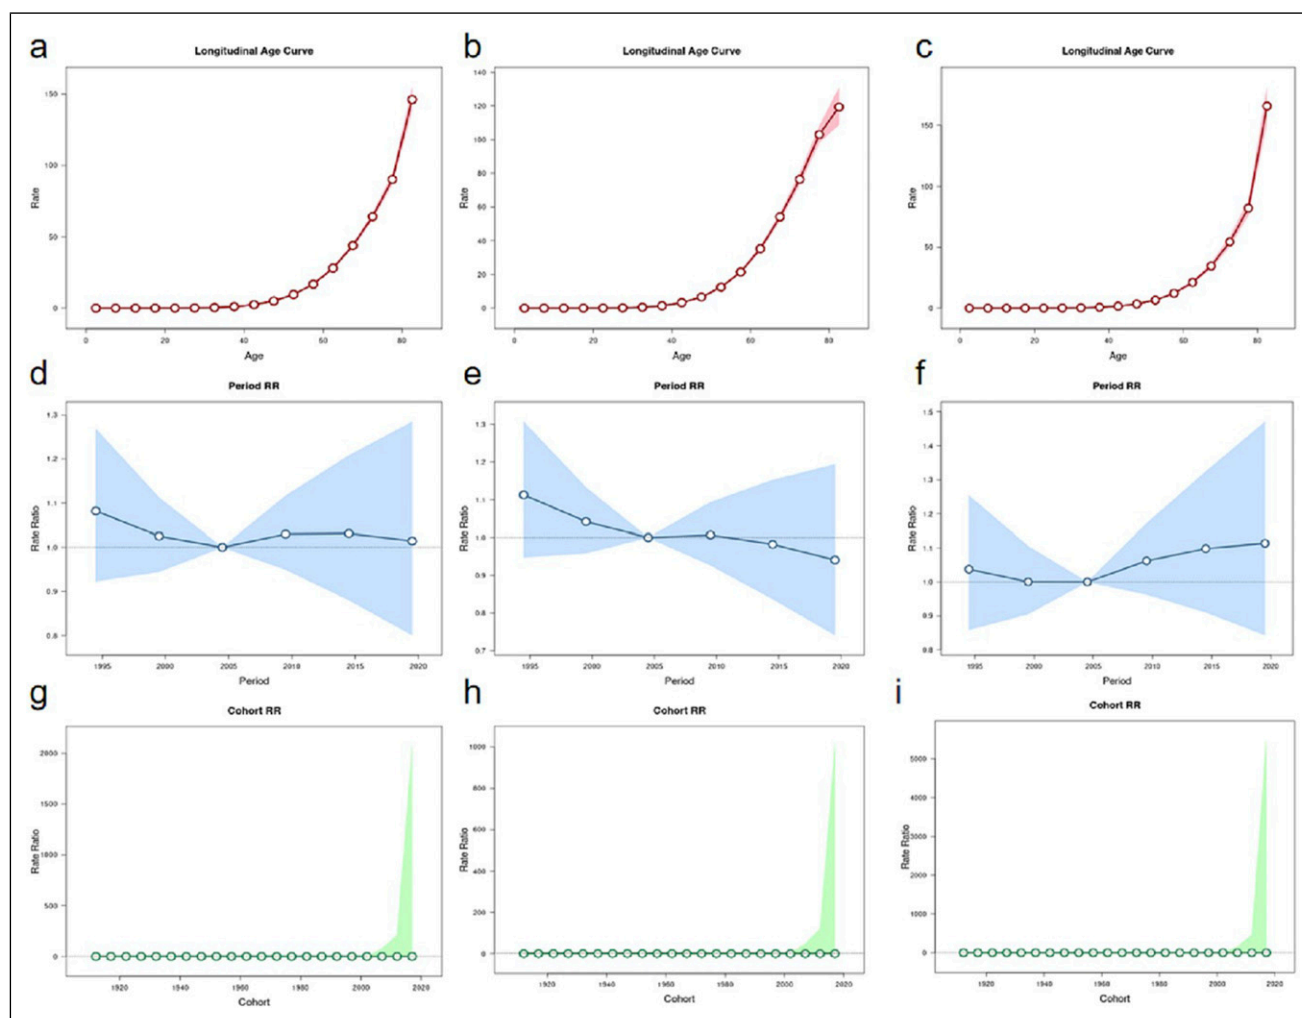 a
Longitudinal Age Curve
150
100
50
0
Rate
0 20 40 60 80
Age
b
Longitudinal Age Curve
140
120
100
80
60
40
20
0
Rate
0 20 40 60 80
Age
c
Longitudinal Age Curve
150
100
50
0
Rate
0 20 40 60 80
Age
d
Period RR
1.3
1.2
1.1
1.0
0.9
0.8
Rate Ratio
1995 2000 2005 2010 2015 2020
Period
e
Period RR
1.3
1.2
1.1
1.0
0.9
0.8
0.7
Rate Ratio
1995 2000 2005 2010 2015 2020
Period
f
Period RR
1.5
1.4
1.3
1.2
1.1
1.0
0.9
0.8
Rate Ratio
1995 2000 2005 2010 2015 2020
Period
g
Cohort RR
2000
1500
1000
500
0
Rate Ratio
1920 1940 1960 1980 2000 2020
Cohort
h
Cohort RR
1000
800
600
400
200
0
Rate Ratio
1920 1940 1960 1980 2000 2020
Cohort
i
Cohort RR
5000
4000
3000
2000
1000
0
Rate Ratio
1920 1940 1960 1980 2000 2020
Cohort